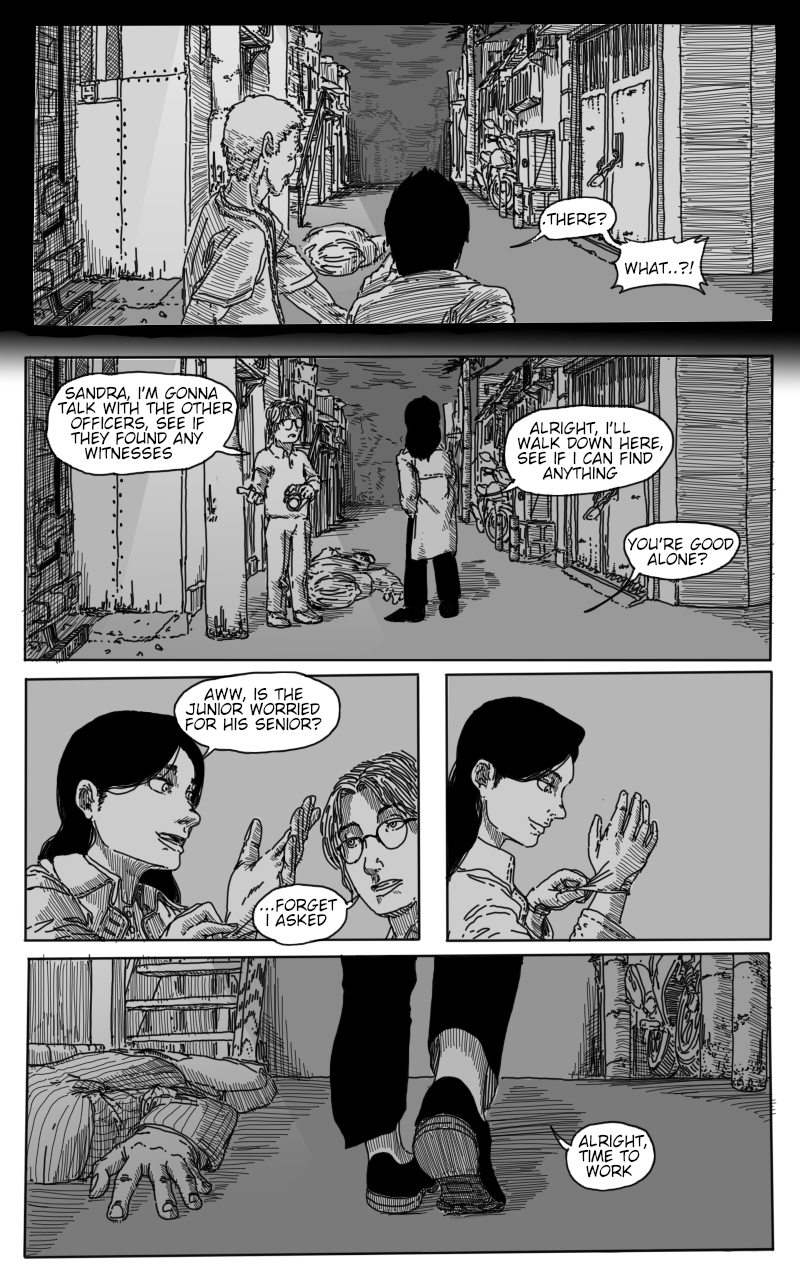 .THERE?
WHAT..?!
SANDRA, I'M GONNA
TALK WITH THE OTHER
OFFICERS, SEE IF
THEY FOUND ANY
WITNESSES
ALRIGHT, I'LL
WALK DOWN HERE,
SEE IF I CAN FIND
ANYTHING
YOU'RE GOOD
ALONE?
AWW, IS THE
JUNIOR WORRIED
FOR HIS SENIOR?
...FORGET
I ASKED
ALRIGHT,
TIME TO
WORK